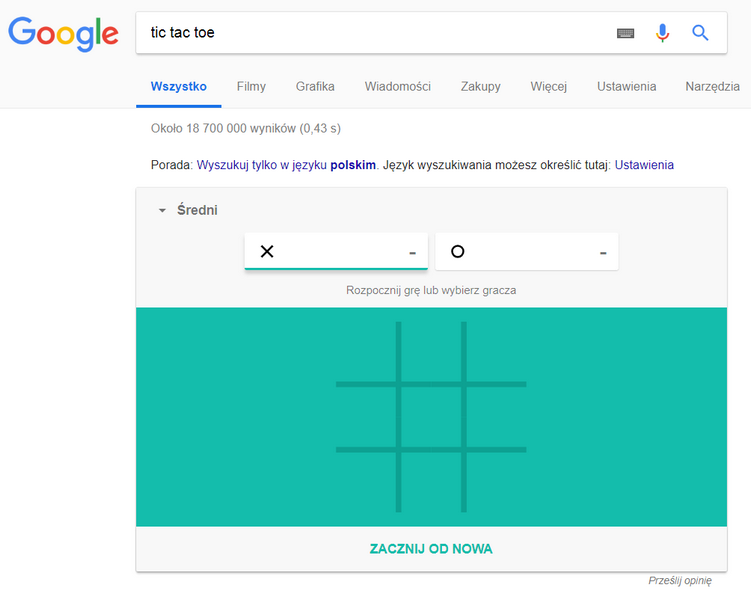 Google
tic tac toe
Wszystko Filmy Grafika Wiadomości Zakupy Więcej Ustawienia Narzędzia
Około 18 700 000 wyników (0,43 s)
Porada: Wyszukuj tylko w języku polskim. Język wyszukiwania możesz określić tutaj: Ustawienia
Średni
- -
Rozpocznij grę lub wybierz gracza
ZACZNIJ OD NOWA
Prześlij opinię